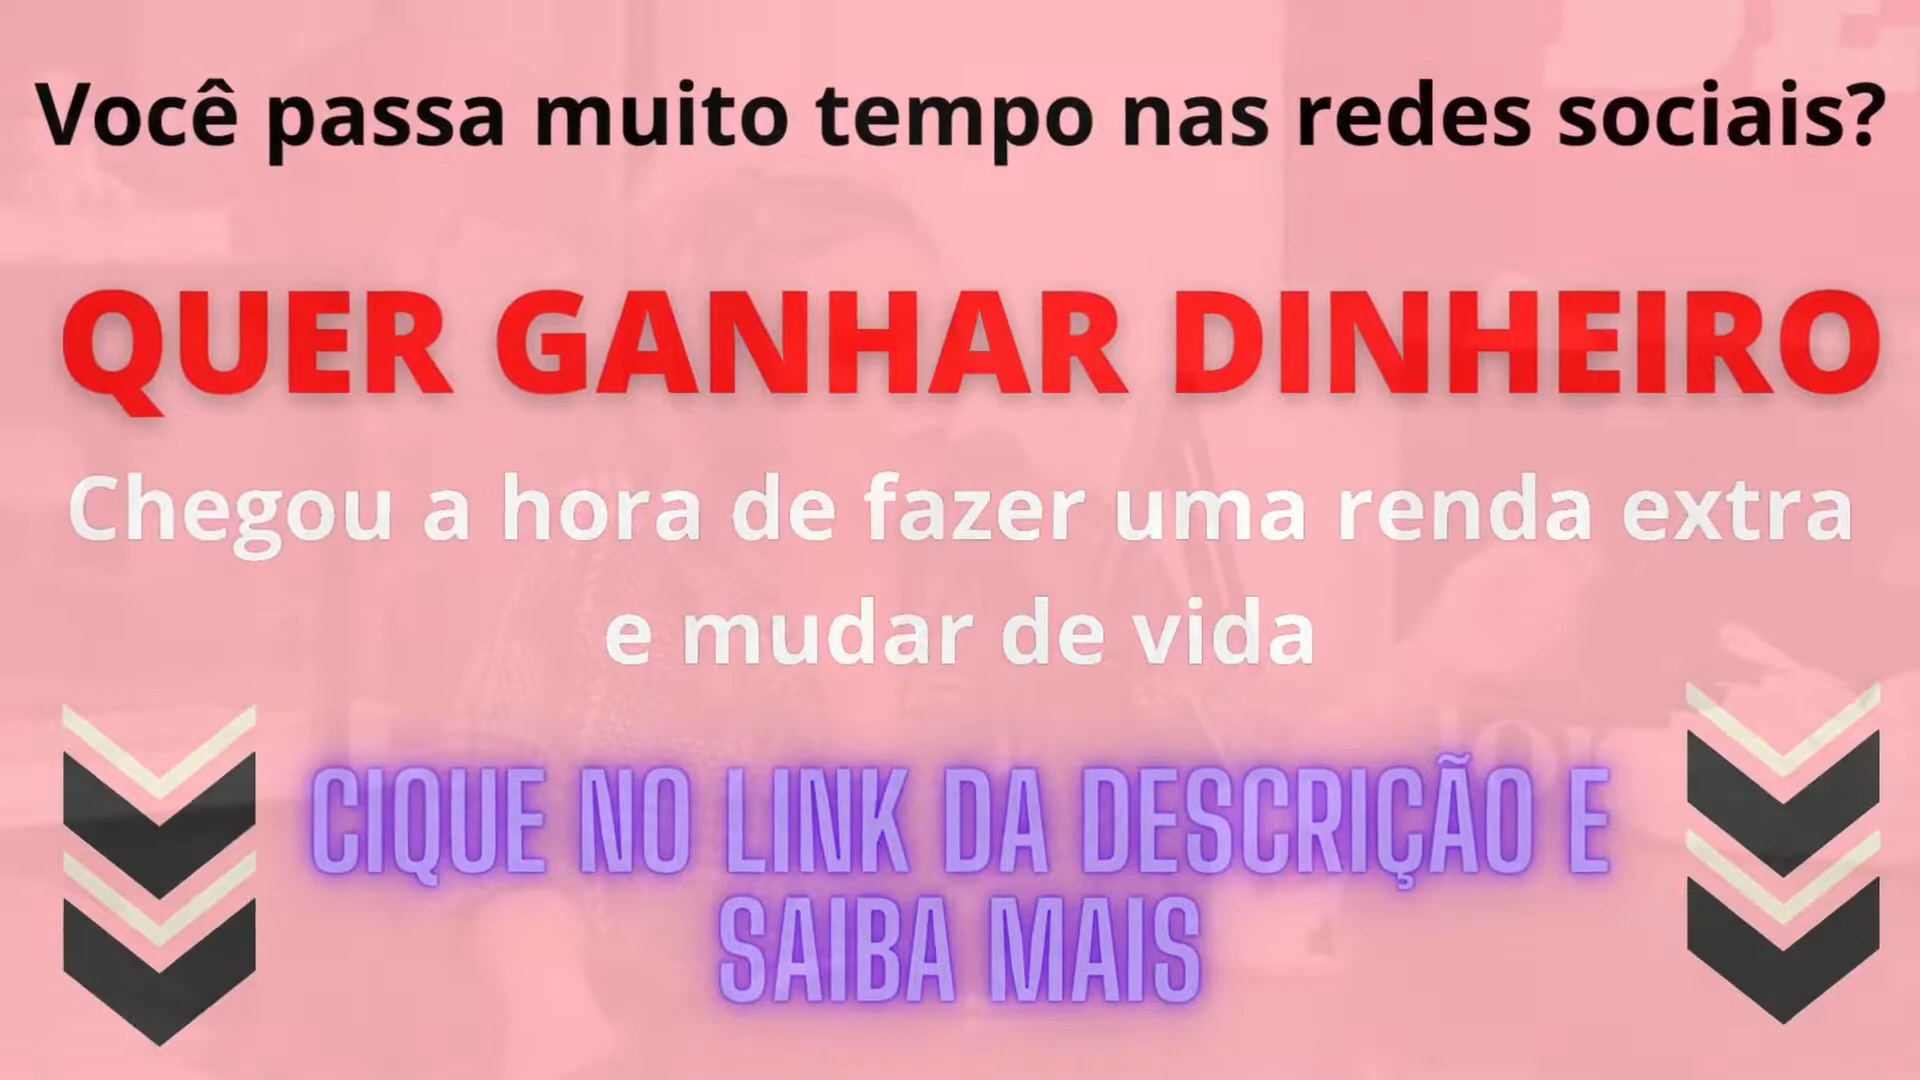 Você passa muito tempo nas redes sociais?
QUER GANHAR DINHEIRO
Chegou a hora de fazer uma renda extra
e mudar de vida
CIQUE NO LINK DA DESCRIÇÃO E
SAIBA MAIS